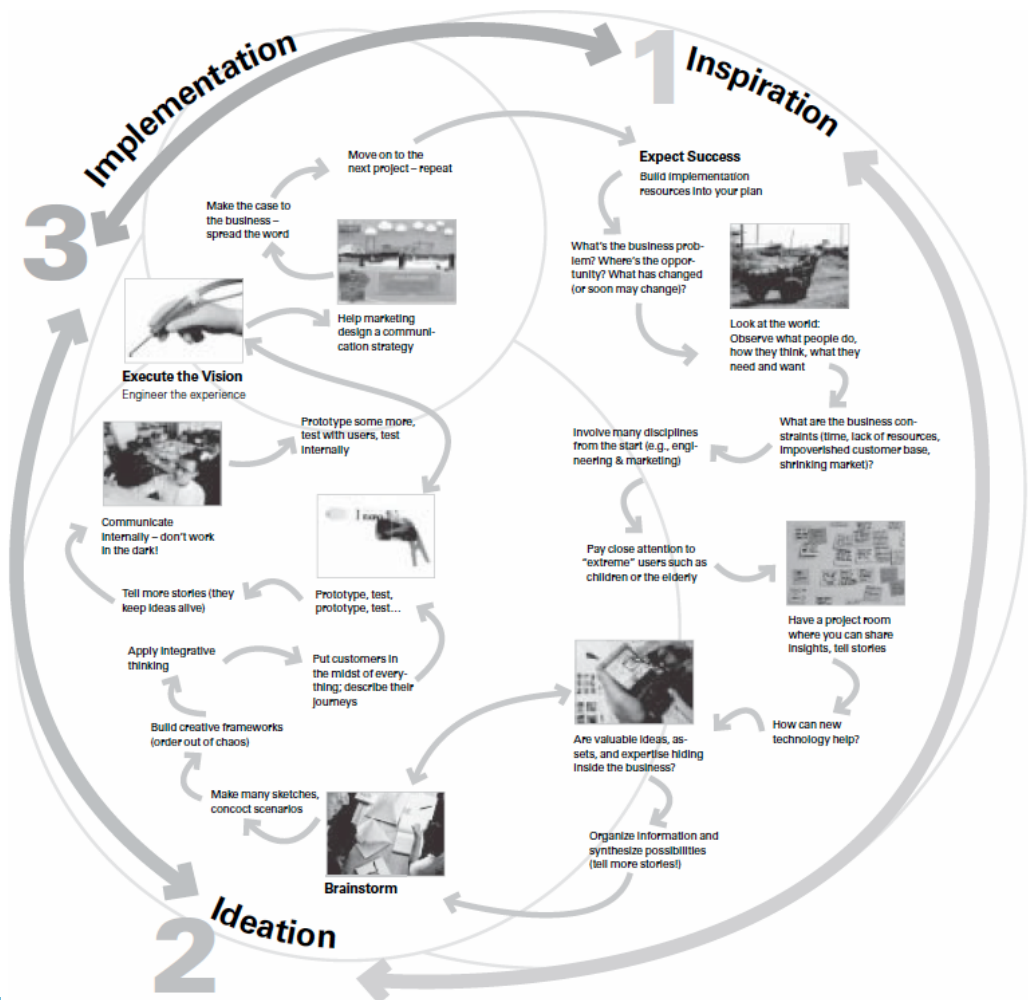 1
Inspiration
Expect Success
Build implementation
resources into your plan
What's the business prob-
lem? Where's the oppor-
tunity? What has changed
(or soon may change)?
Look at the world:
Observe what people do,
how they think, what they
need and want
What are the business con-
straints (time, lack of resources,
impoverished customer base,
shrinking market)?
Involve many disciplines
from the start (e.g., engi-
neering & marketing)
Pay close attention to
"extreme" users such as
children or the elderly
Have a project room
where you can share
insights, tell stories
How can new
technology help?
Are valuable ideas, as-
sets, and expertise hiding
inside the business?
Organize information and
synthesize possibilities
(tell more stories!)
2
Ideation
Brainstorm
Make many sketches,
concoct scenarios
Build creative frameworks
(order out of chaos)
Apply integrative
thinking
Put customers in
the midst of every-
thing; describe their
journeys
Prototype, test,
prototype, test...
Tell more stories (they
keep ideas alive)
Communicate
internally – don't work
in the dark!
Prototype some more,
test with users, test
internally
3
Implementation
Execute the Vision
Engineer the experience
Help marketing
design a communi-
cation strategy
Make the case to
the business –
spread the word
Move on to the
next project – repeat